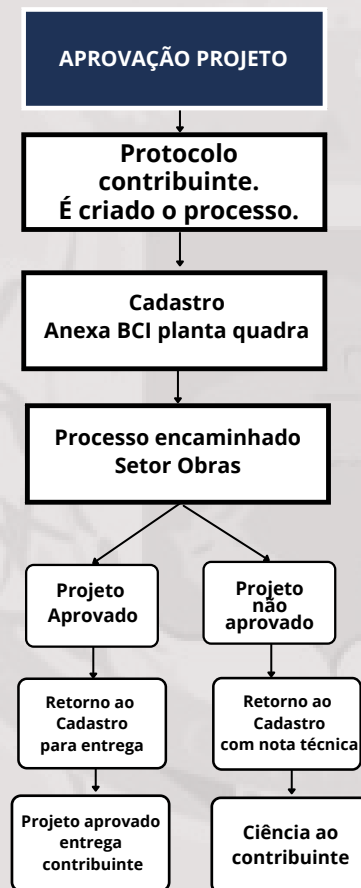 APROVAÇÃO PROJETO
Protocolo
contribuinte.
É criado o processo.
Cadastro
Anexa BCI planta quadra
Processo encaminhado
Setor Obras
Projeto
Aprovado
Projeto
não
aprovado
Retorno ao
Cadastro
para entrega
Retorno ao
Cadastro
com nota técnica
Projeto aprovado
entrega
contribuinte
Ciência ao
contribuinte